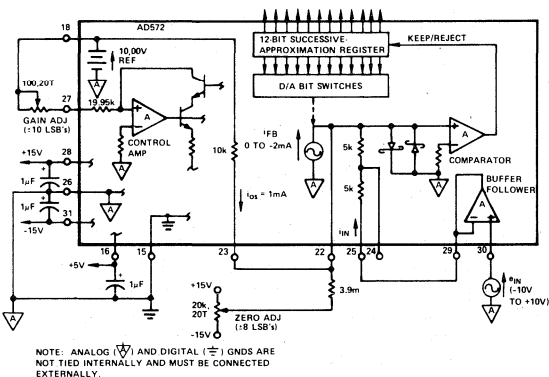 18
AD572
10,00V
REF
A
100,20T
27
19.95k
GAIN ADJ
(±10 LSB's)
A
CONTROL
AMP
A
10k
12-BIT SUCCESSIVE-
APPROXIMATION REGISTER
KEEP/REJECT
D/A BIT SWITCHES
IFB
0 TO -2mA
A
5k
5k
A
COMPARATOR
A
A
BUFFER
FOLLOWER
A
+15V
28
1µF
26
1µF
-15V
31
A
IOS = 1mA
IIN
16
15
23
22
25
24
29
30
+5V
1µF
A
+15V
20k,
20T
-15V
ZERO ADJ
(±8 LSB's)
3.9m
eIN
(-10V
TO +10V)
A
NOTE: ANALOG (A) AND DIGITAL ( ) GNDS ARE
NOT TIED INTERNALLY AND MUST BE CONNECTED
EXTERNALLY.